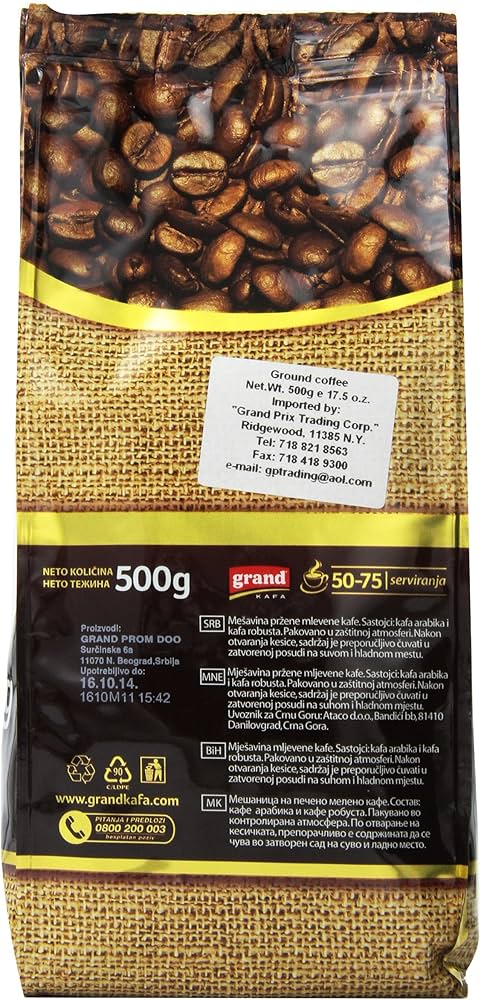 Ground coffee
Net.Wt. 500g e 17.5 o.z.
Imported by:
"Grand Prix Trading Corp."
Ridgewood, 11385 N.Y.
Tel: 718 821 8563
Fax: 718 418 9300
e-mail: gptrading@aol.com
NETO KOLIČINA
НЕТО ТЕЖИНА 500g
grand
KAFA
50-75 serviranja
Proizvodi:
GRAND PROM DOO
Surčinska 6a
11070 N. Beograd,Srbija
Upotrebljivo do:
16.10.14.
1610M11 15:42
SRB Mešavina pržene mlevene kafe. Sastojci: kafa arabika i
kafa robusta. Pakovano u zaštitnoj atmosferi. Nakon
otvaranja kesice, sadržaj je preporučljivo čuvati u
zatvorenoj posudi na suvom i hladnom mestu.
MNE Mješavina pržene mljevene kafe. Sastojci: kafa arabika i
kafa robusta. Pakovano u zaštitnoj atmosferi. Nakon
otvaranja kesice, sadržaj je preporučljivo čuvati u
zatvorenoj posudi na suvom i hladnom mjestu.
Uvoznik za Crnu Goru: Ataco d.o.o., Bandići bb, 81410
Danilovgrad, Crna Gora.
BiH Mješavina mljevene kafe. Sastojci: kafa arabika i kafa
robusta. Pakovano u zaštitnoj atmosferi. Nakon otvaranja
kesice, sadržaj je preporučljivo čuvati u zatvorenoj
posudi na suvom i hladnom mjestu.
MK Мешаница на печено мелено кафе. Состав:
кафе арабика и кафе робуста. Пакувано во
контролирана атмосфера. По отварање на
кесичката, препорачливо е содржината да се
чува во затворен сад на суво и ладно место.
90
C/LDPE
www.grandkafa.com
PITANJA I PREDLOZI
0800 200 003
besplatan poziv